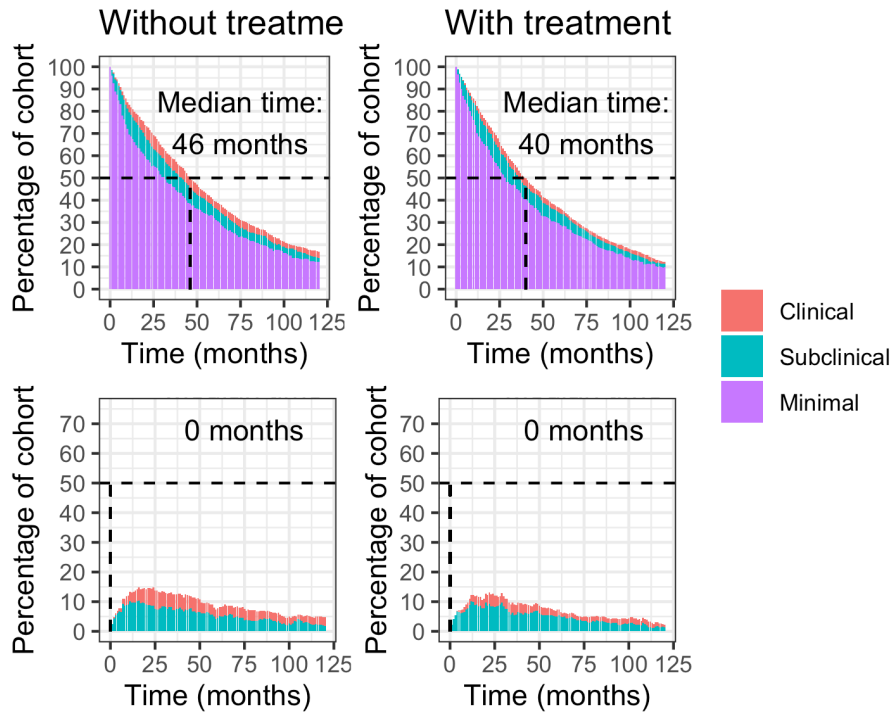 Without treatme
With treatment
Percentage of cohort
100
90
80
70
60
50
40
30
20
10
0
Median time:
46 months
0 25 50 75 100 125
Time (months)
Percentage of cohort
100
90
80
70
60
50
40
30
20
10
0
Median time:
40 months
0 25 50 75 100 125
Time (months)
Clinical
Subclinical
Minimal
Percentage of cohort
70
60
50
40
30
20
10
0
0 months
0 25 50 75 100 125
Time (months)
Percentage of cohort
70
60
50
40
30
20
10
0
0 months
0 25 50 75 100 125
Time (months)